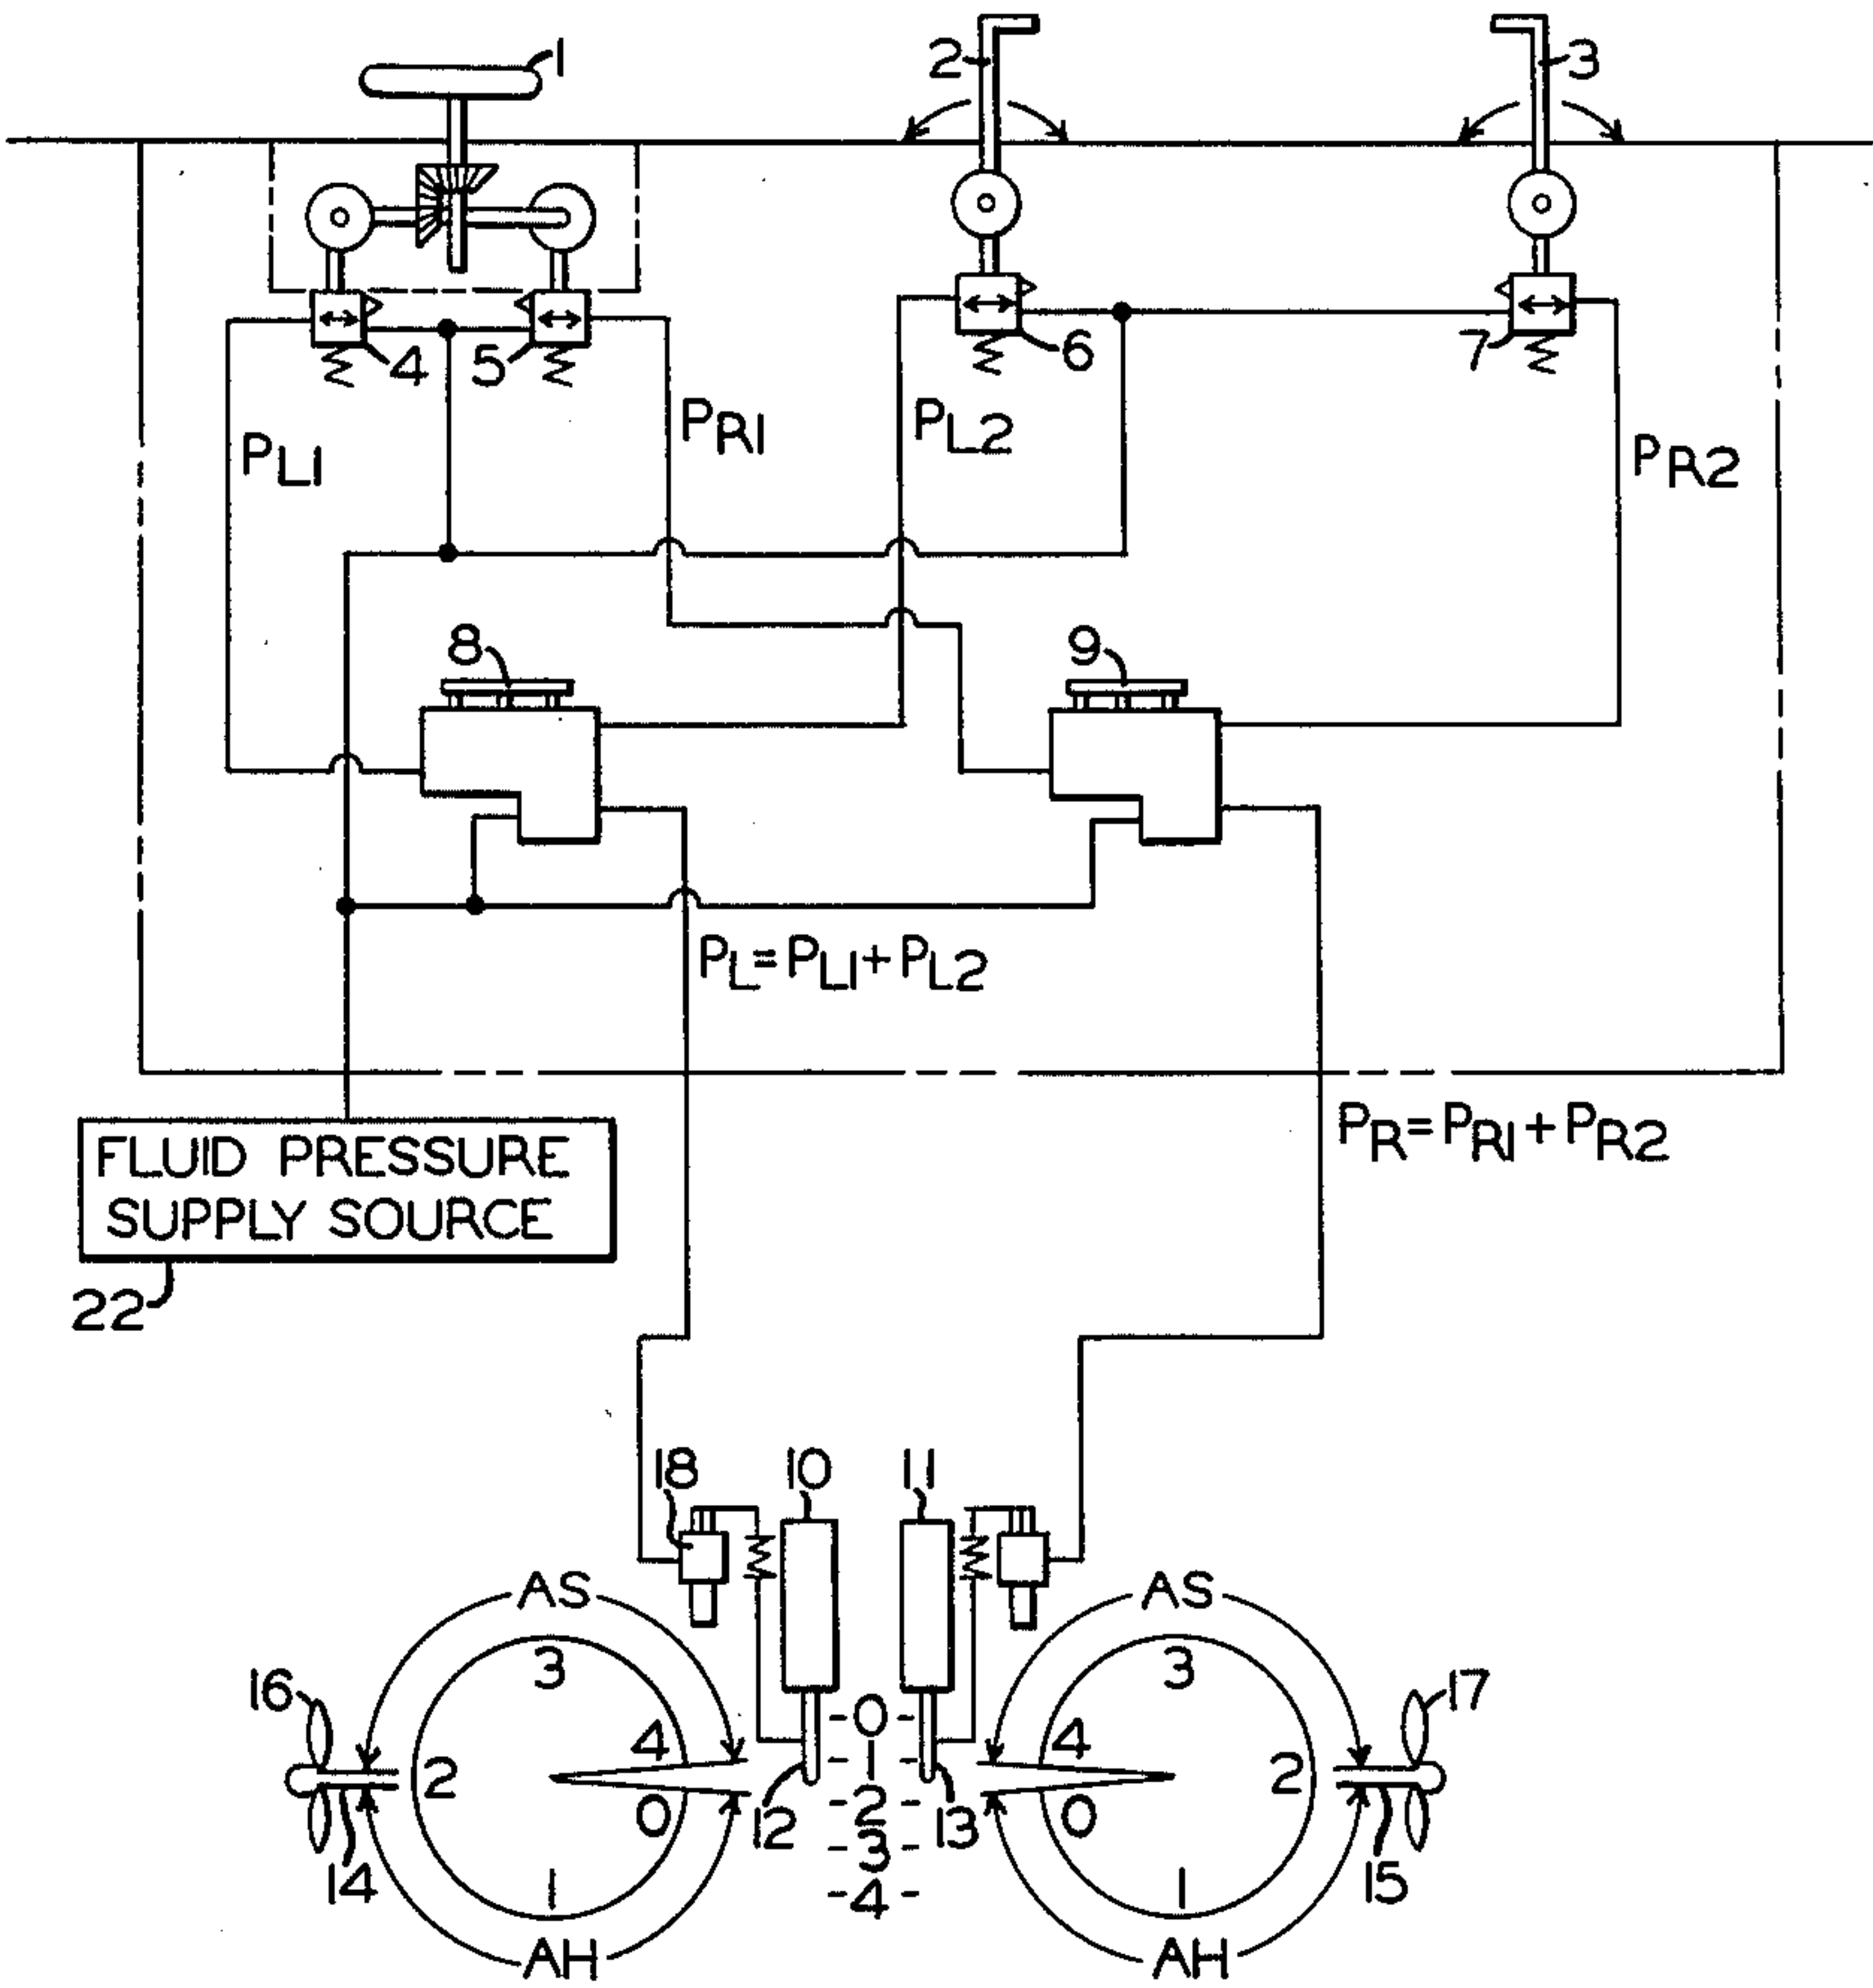 1
2
3
4
5
6
7
PL1
PR1
PL2
PR2
8
9
PL=PL1+PL2
PR=PR1+PR2
FLUID PRESSURE
SUPPLY SOURCE
22
18
10
11
AS
AS
16
3
4
2
0
1
14
AH
12
-0-
-1-
-2-
-3-
-4-
13
3
4
2
0
1
17
15
AH